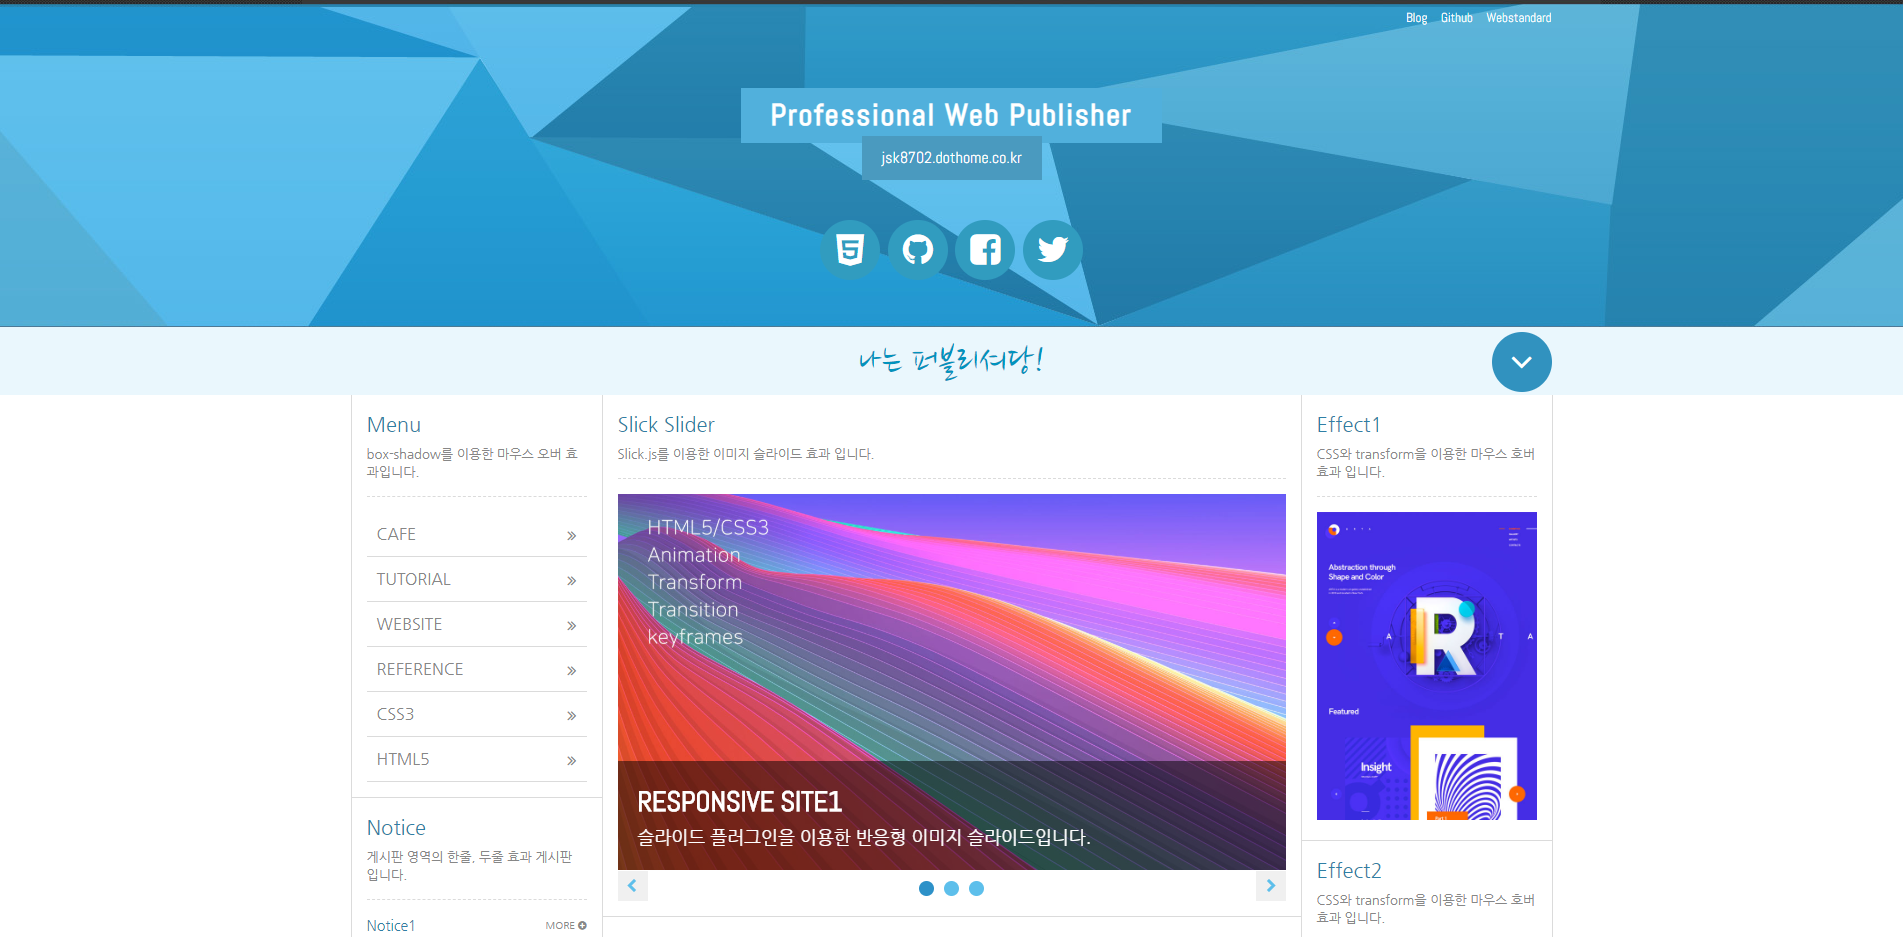 Blog Github Webstandard
Professional Web Publisher
jsk8702.dothome.co.kr
나는 퍼블리셔당!
Menu
box-shadow를 이용한 마우스 오버 효
과입니다.
CAFE
TUTORIAL
WEBSITE
REFERENCE
CSS3
HTML5
Notice
게시판 영역의 한줄, 두줄 효과 게시판
입니다.
Notice1
MORE
Slick Slider
Slick.js를 이용한 이미지 슬라이드 효과 입니다.
HTML5/CSS3
Animation
Transform
Transition
keyframes
RESPONSIVE SITE1
슬라이드 플러그인을 이용한 반응형 이미지 슬라이드입니다.
Effect1
CSS와 transform을 이용한 마우스 호버
효과 입니다.
Abstraction through
Shape and Color
R
A T A
Featured
Insight
Effect2
CSS와 transform을 이용한 마우스 호버
효과 입니다.